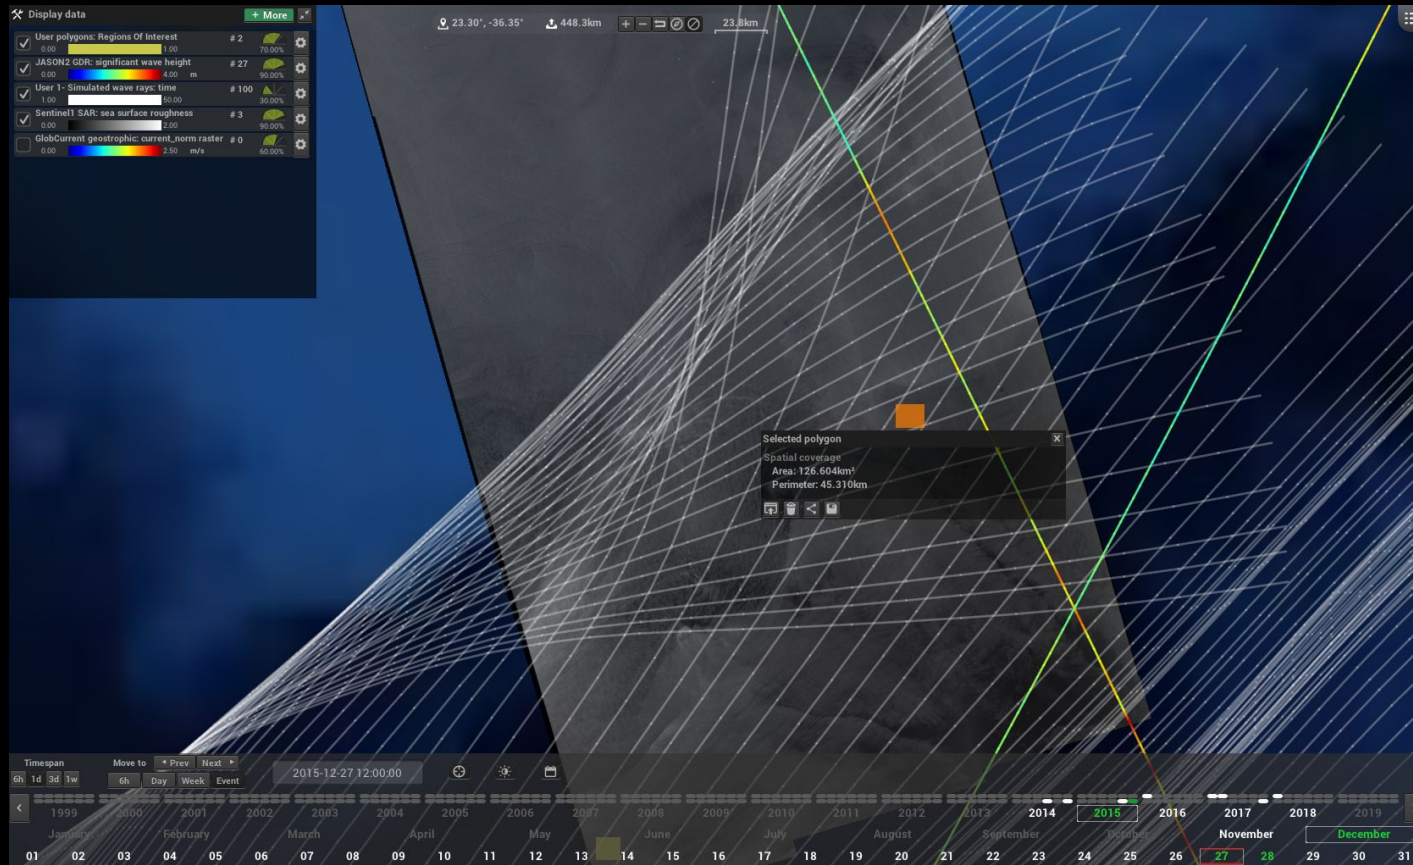 Display data
+ More
User polygons: Regions Of Interest # 2
0.00 1.00 70.00%
JASON2 GDR: significant wave height # 27
0.00 4.00 m 90.00%
User 1- Simulated wave rays: time # 100
1.00 50.00 30.00%
Sentinel1 SAR: sea surface roughness # 3
0.00 2.00 90.00%
GlobCurrent geostrophic: current_norm raster # 0
0.00 2.50 m/s 60.00%
23.30°, -36.35° 448.3km 23.8km
Selected polygon
Spatial coverage
Area: 126.604km²
Perimeter: 45.310km
Timespan
6h 1d 3d 1w
Move to
Prev Next
6h Day Week Event
2015-12-27 12:00:00
1999 2000 2001 2002 2003 2004 2005 2006 2007 2008 2009 2010 2011 2012 2013 2014 2015 2016 2017 2018 2019
January February March April May June July August September October November December
01 02 03 04 05 06 07 08 09 10 11 12 13 14 15 16 17 18 19 20 21 22 23 24 25 26 27 28 29 30 31